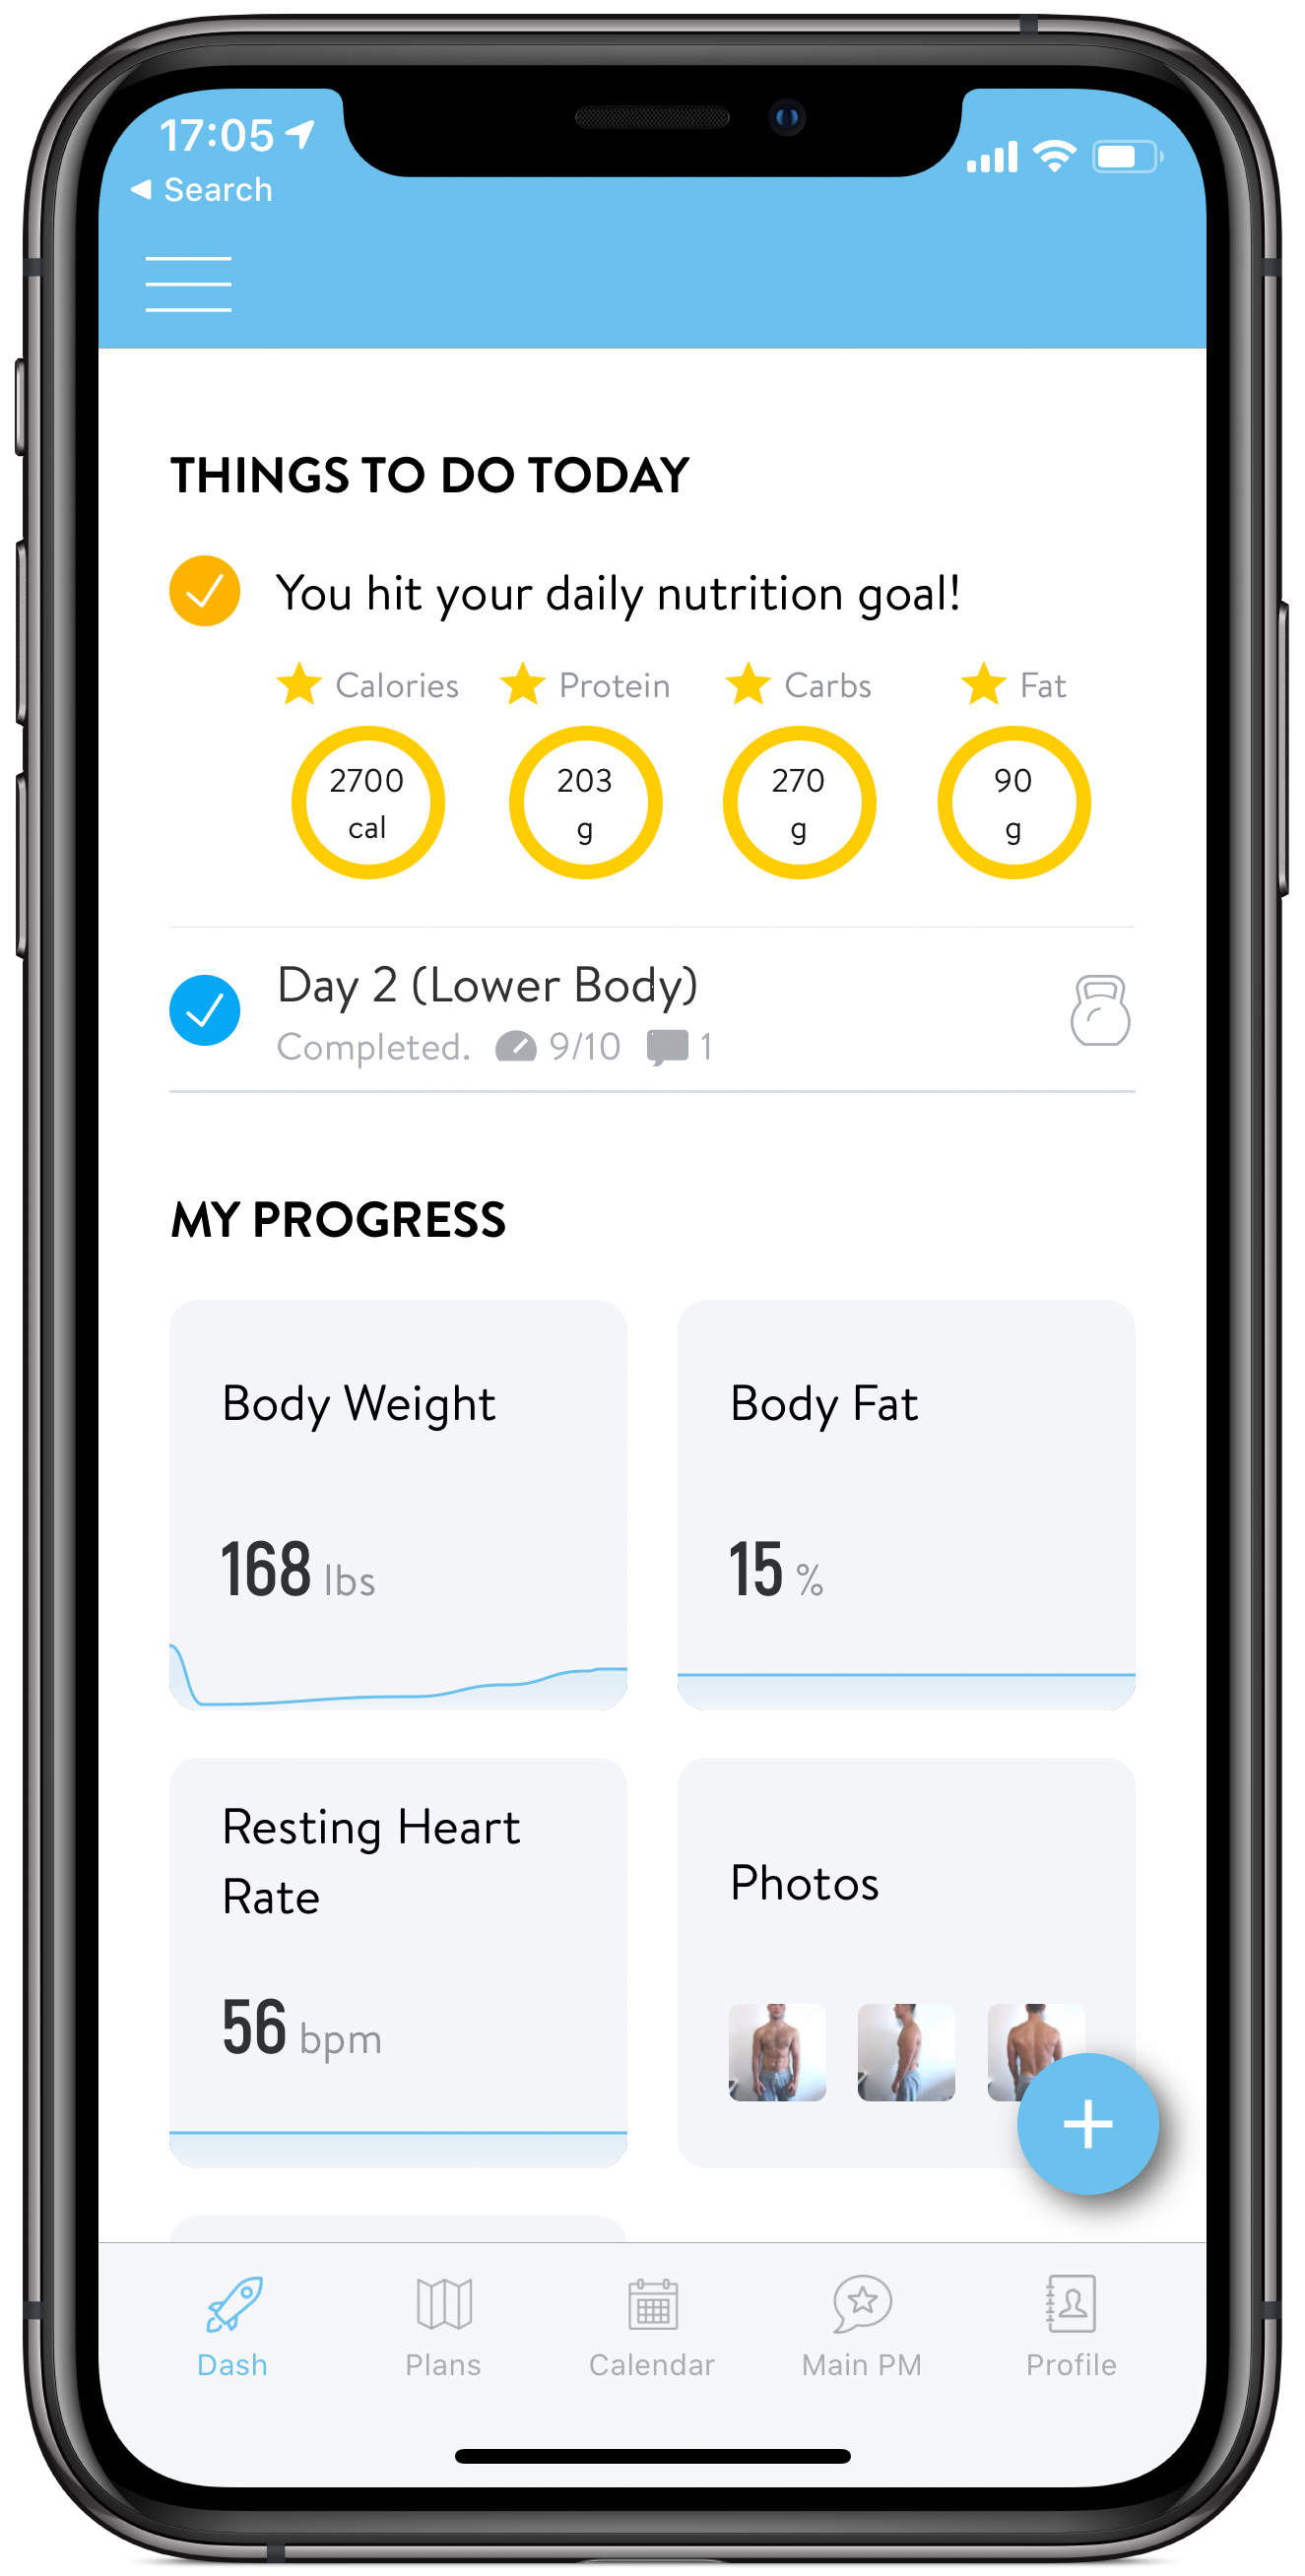 17:05
Search
THINGS TO DO TODAY
You hit your daily nutrition goal!
Calories Protein Carbs Fat
2700 203 270 90
cal g g g
Day 2 (Lower Body)
Completed. 9/10 1
MY PROGRESS
Body Weight Body Fat
168 lbs 15 %
Resting Heart
Rate
Photos
56 bpm
Dash Plans Calendar Main PM Profile